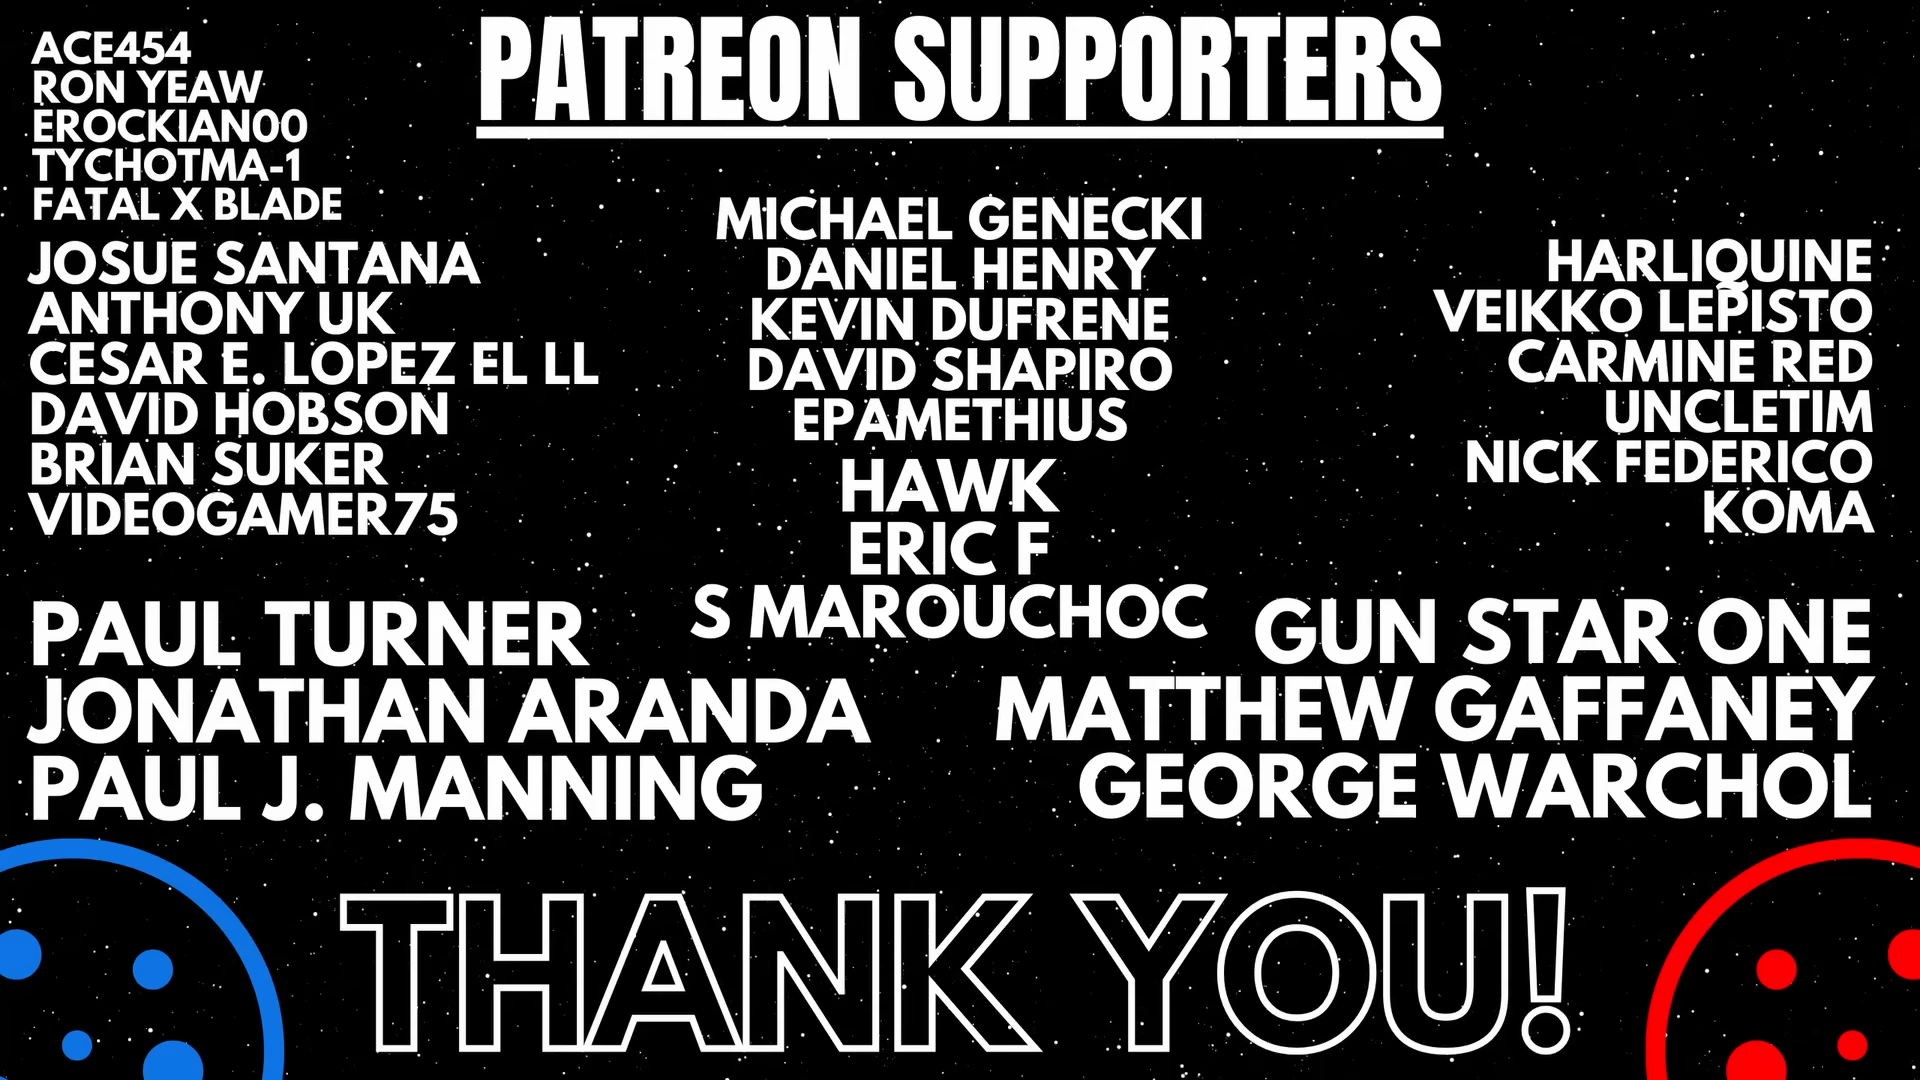 PATREON SUPPORTERS
ACE454
RON YEAW
EROCKIAN00
TYCHOTMA-1
FATAL X BLADE
JOSUE SANTANA
ANTHONY UK
CESAR E. LOPEZ EL LL
DAVID HOBSON
BRIAN SUKER
VIDEOGAMER75
MICHAEL GENECKI
DANIEL HENRY
KEVIN DUFRENE
DAVID SHAPIRO
EPAMETHIUS
HAWK
ERIC F
S MAROUCHOC
HARLIQUINE
VEIKKO LEPISTO
CARMINE RED
UNCLETIM
NICK FEDERICO
KOMA
PAUL TURNER
JONATHAN ARANDA
PAUL J. MANNING
GUN STAR ONE
MATTHEW GAFFANEY
GEORGE WARCHOL
THANK YOU!